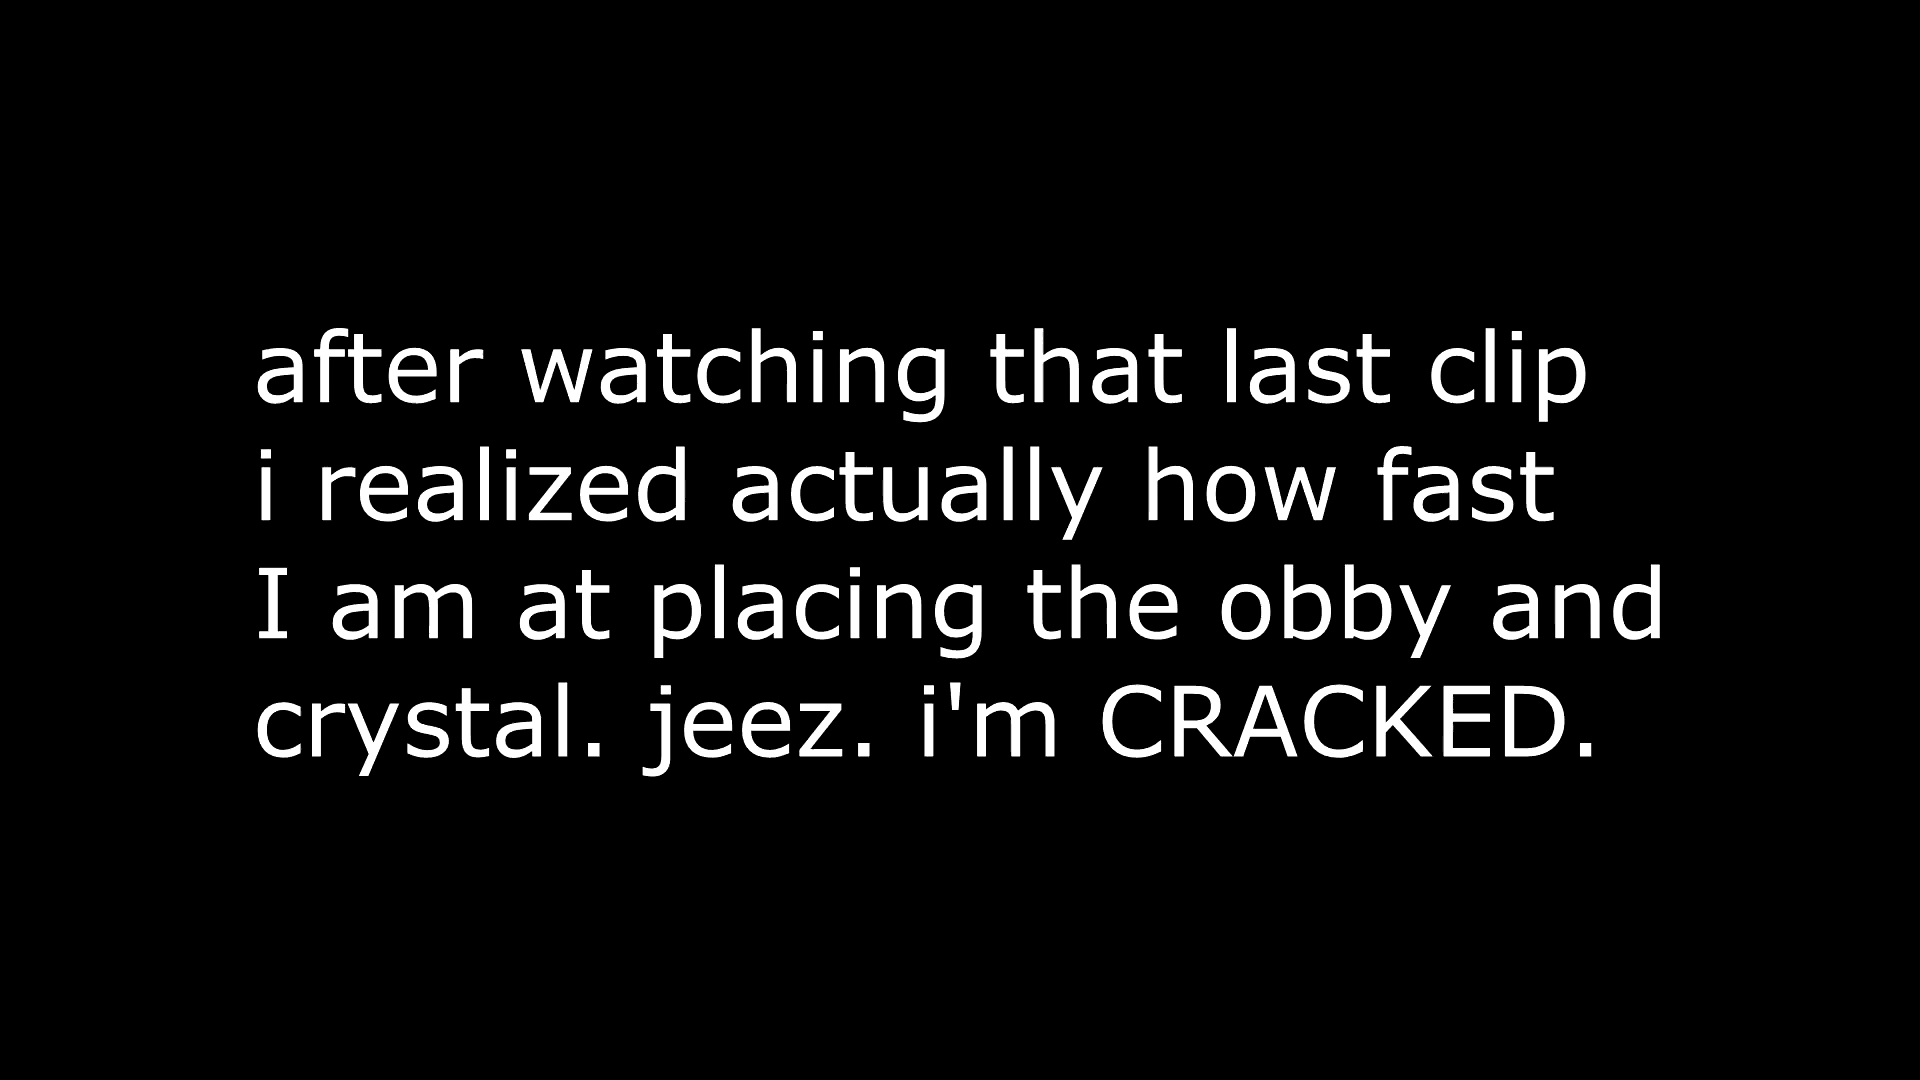 after watching that last clip
i realized actually how fast
I am at placing the obby and
crystal. jeez. i'm CRACKED.